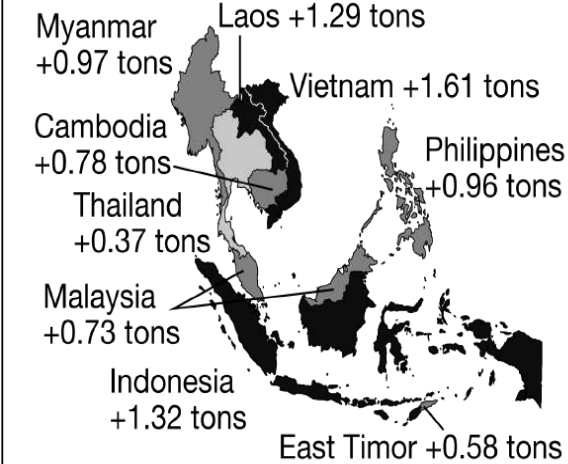 Laos +1.29 tons
Myanmar
+0.97 tons
Vietnam +1.61 tons
Cambodia
+0.78 tons
Philippines
+0.96 tons
Thailand
+0.37 tons
Malaysia
+0.73 tons
Indonesia
+1.32 tons
East Timor +0.58 tons